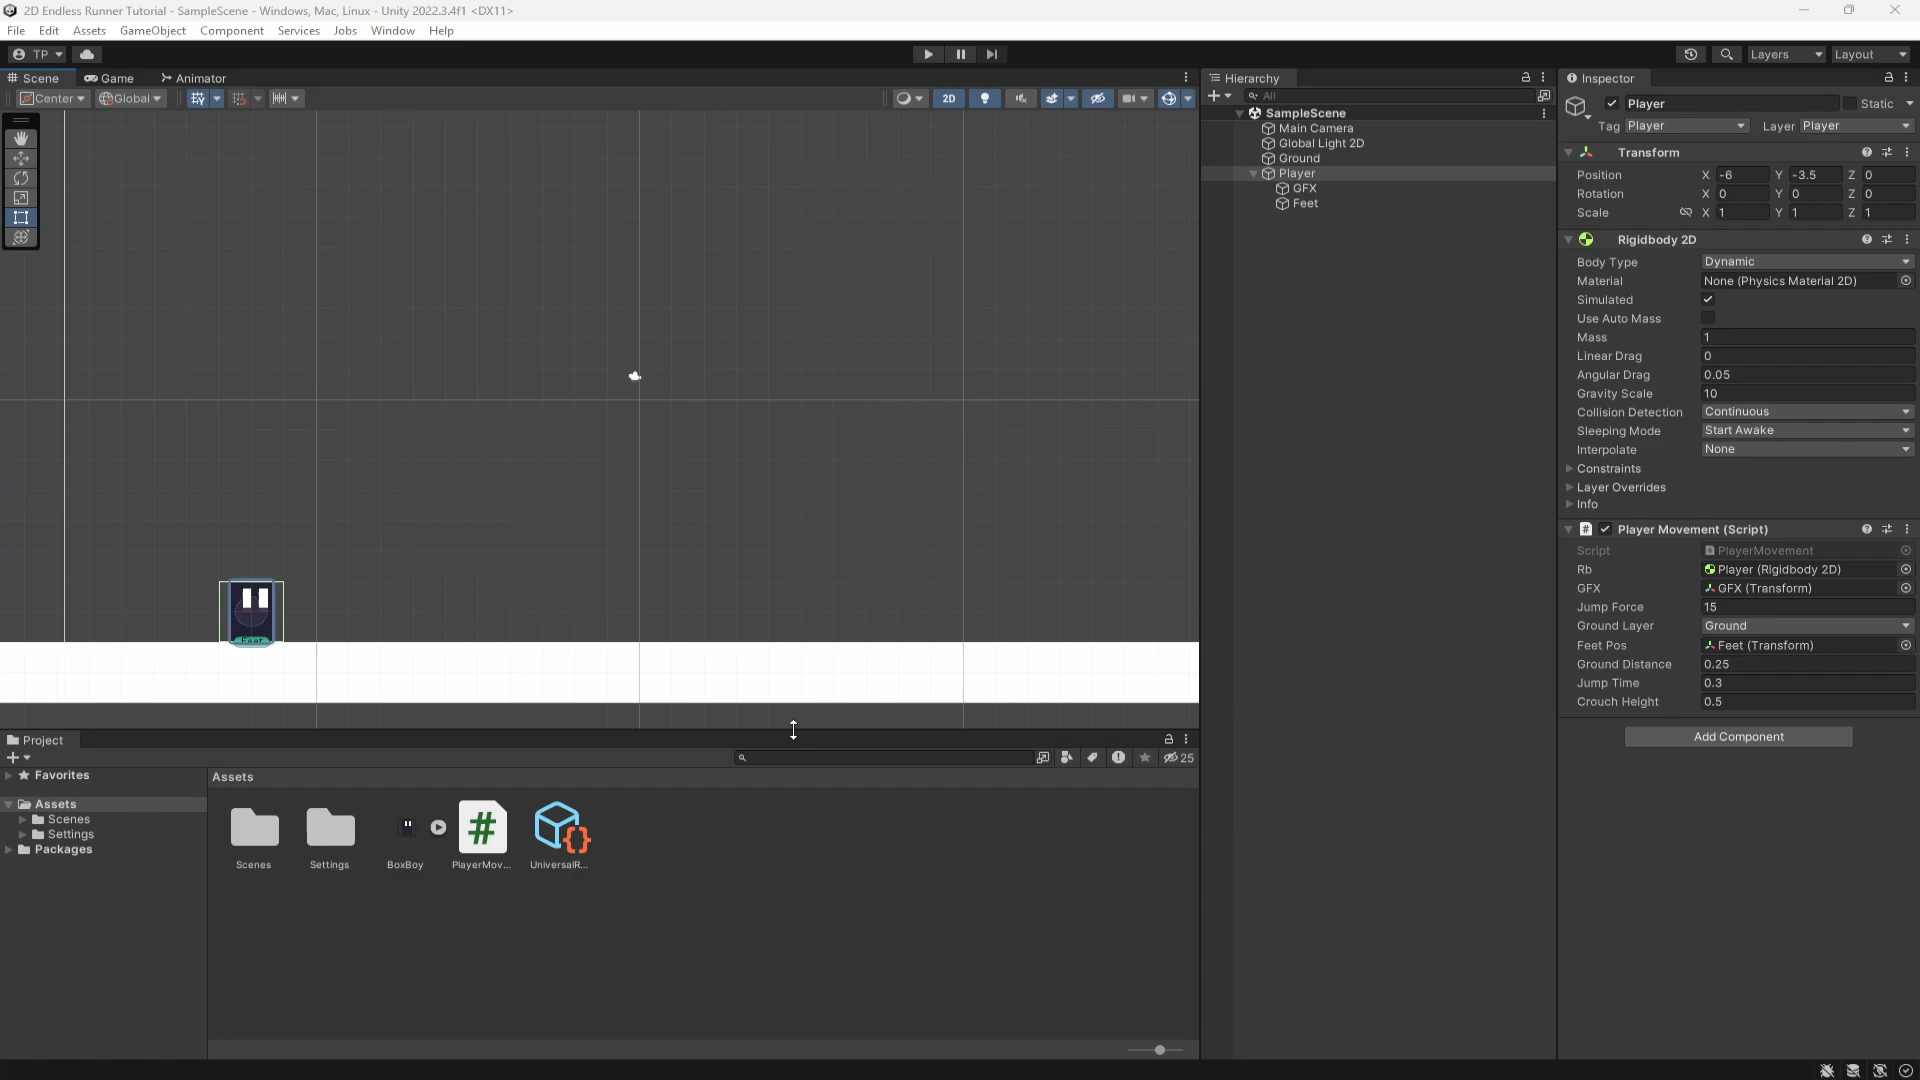 2D Endless Runner Tutorial - SampleScene - Windows, Mac, Linux - Unity 2022.3.4f1 <DX11>
File Edit Assets GameObject Component Services Jobs Window Help
TP Layers Layout
Scene Game Animator
Center Global 2D
Feet
Hierarchy
All
SampleScene
Main Camera
Global Light 2D
Ground
Player
GFX
Feet
Inspector
Player Static
Tag Player Layer Player
Transform
Position X -6 Y -3.5 Z 0
Rotation X 0 Y 0 Z 0
Scale X 1 Y 1 Z 1
Rigidbody 2D
Body Type Dynamic
Material None (Physics Material 2D)
Simulated
Use Auto Mass
Mass 1
Linear Drag 0
Angular Drag 0.05
Gravity Scale 10
Collision Detection Continuous
Sleeping Mode Start Awake
Interpolate None
Constraints
Layer Overrides
Info
# Player Movement (Script)
Script PlayerMovement
Rb Player (Rigidbody 2D)
GFX GFX (Transform)
Jump Force 15
Ground Layer Ground
Feet Pos Feet (Transform)
Ground Distance 0.25
Jump Time 0.3
Crouch Height 0.5
Add Component
Project
25
Favorites
Assets
Scenes
Settings
Packages
Assets
Scenes Settings BoxBoy PlayerMov... UniversalR...